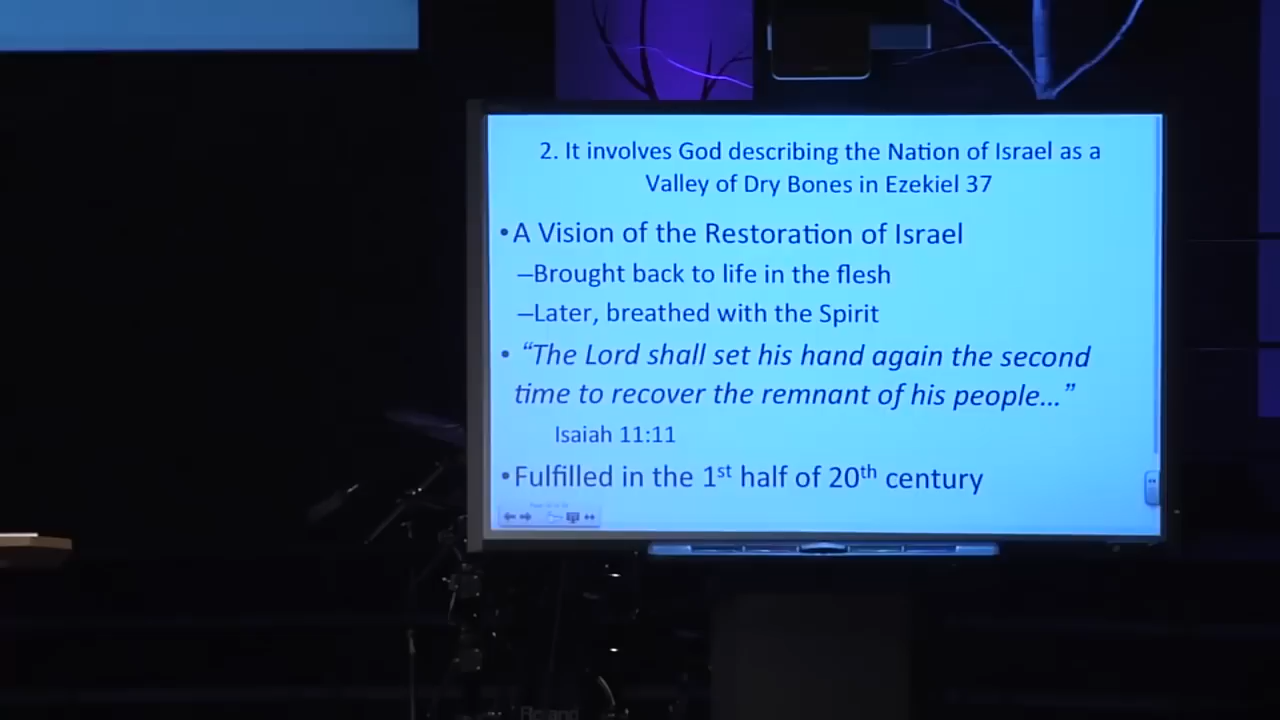 2. It involves God describing the Nation of Israel as a
Valley of Dry Bones in Ezekiel 37
•A Vision of the Restoration of Israel
–Brought back to life in the flesh
–Later, breathed with the Spirit
• “The Lord shall set his hand again the second
time to recover the remnant of his people…”
Isaiah 11:11
•Fulfilled in the 1st half of 20th century
Roland